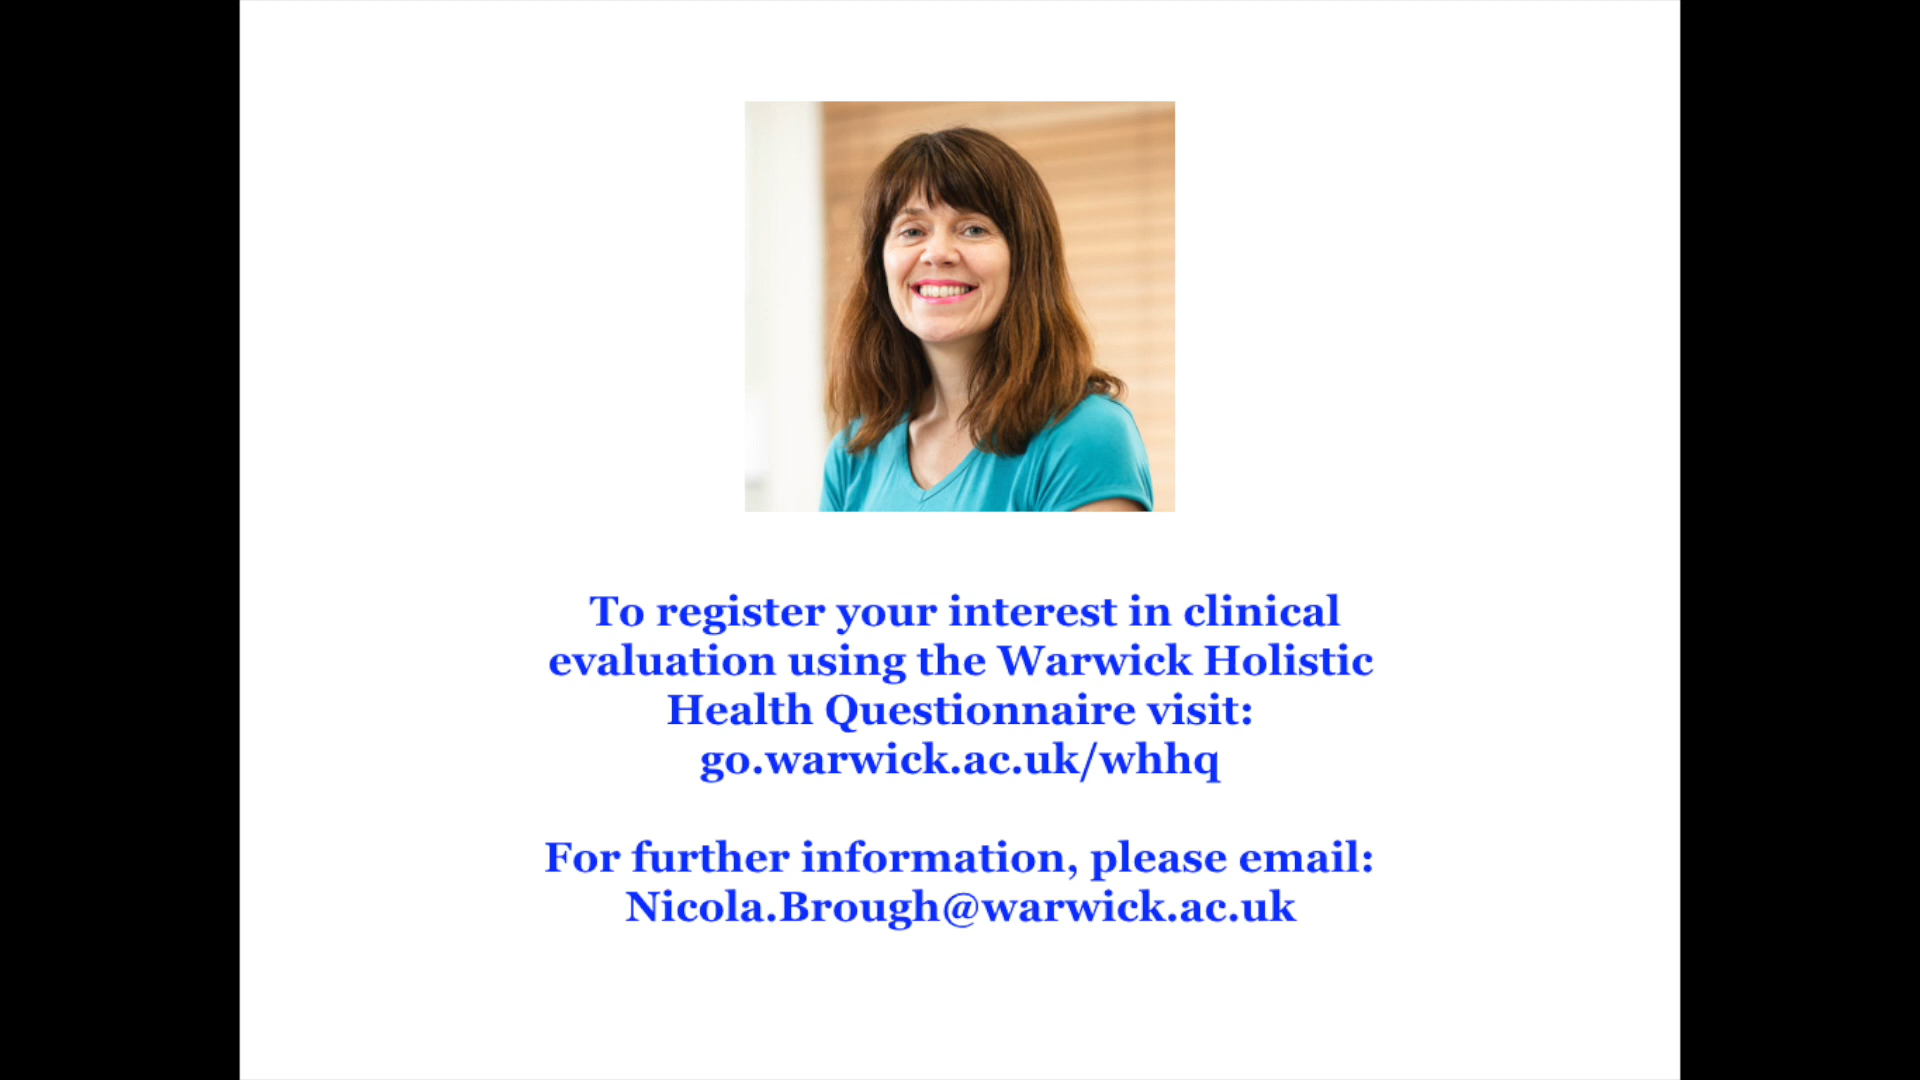 To register your interest in clinical
evaluation using the Warwick Holistic
Health Questionnaire visit:
go.warwick.ac.uk/whhq
For further information, please email:
Nicola.Brough@warwick.ac.uk